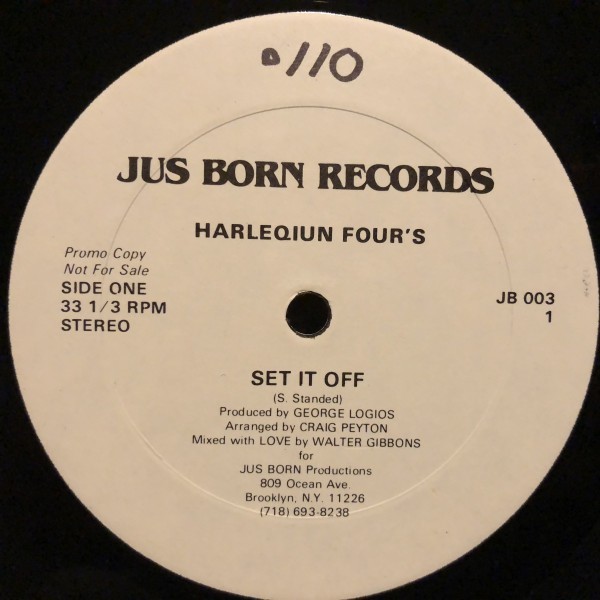 0110
JUS BORN RECORDS
HARLEQIUN FOUR'S
Promo Copy
Not For Sale
SIDE ONE
33 1/3 RPM
STEREO
JB 003
1
SET IT OFF
(S. Standed)
Produced by GEORGE LOGIOS
Arranged by CRAIG PEYTON
Mixed with LOVE by WALTER GIBBONS
for
JUS BORN Productions
809 Ocean Ave.
Brooklyn, N.Y. 11226
(718) 693-8238